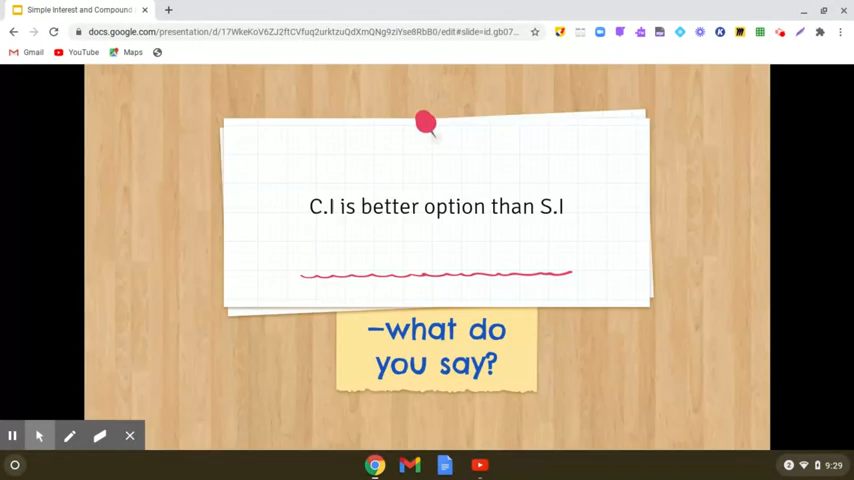 Simple Interest and Compound
docs.google.com/presentation/d/17WkeKoV6ZJ2ftCVfuq2urktzuQdXmQNg9ziYse8RbB0/edit#slide=id.gb07...
Gmail
YouTube
Maps
C.I is better option than S.I
–what do
you say?
2
9:29